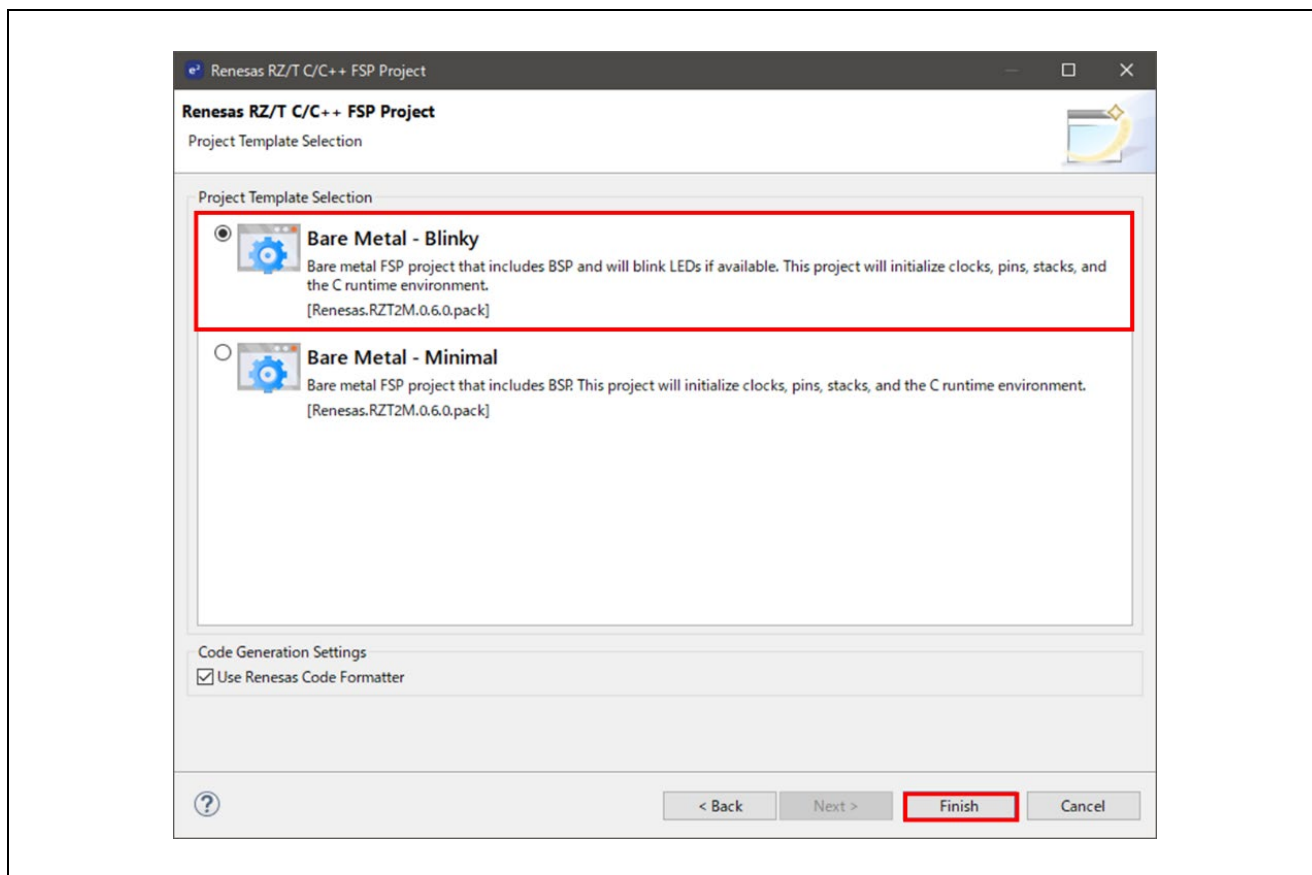 e² Renesas RZ/T C/C++ FSP Project
Renesas RZ/T C/C++ FSP Project
Project Template Selection
Project Template Selection
Bare Metal - Blinky
Bare metal FSP project that includes BSP and will blink LEDs if available. This project will initialize clocks, pins, stacks, and
the C runtime environment.
[Renesas.RZT2M.0.6.0.pack]
Bare Metal - Minimal
Bare metal FSP project that includes BSP. This project will initialize clocks, pins, stacks, and the C runtime environment.
[Renesas.RZT2M.0.6.0.pack]
Code Generation Settings
Use Renesas Code Formatter
? < Back Next > Finish Cancel